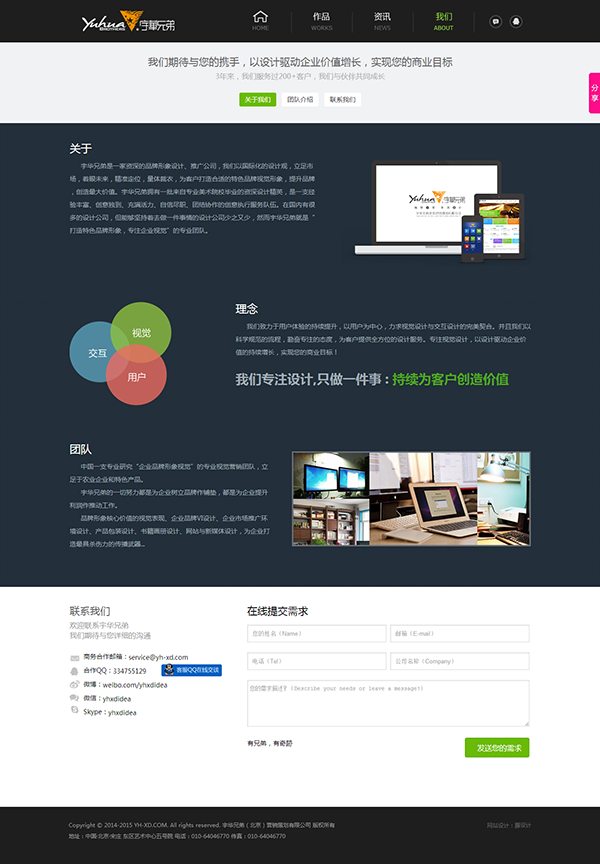 Yuhua BROTHERS 宇華兄弟
HOME
作品
WORKS
资讯
NEWS
我们
ABOUT
我们期待与您的携手，以设计驱动企业价值增长，实现您的商业目标
3年来，我们服务过200+客户，我们与伙伴共同成长
关于我们 团队介绍 联系我们
分享
关于
宇华兄弟是一家资深的品牌形象设计、推广公司，我们以国际化的设计观，立足市
场，着眼未来，精准定位，量体裁衣，为客户打造合适的特色品牌视觉形象，提升品牌
，创造最大价值。宇华兄弟拥有一批来自专业美术院校毕业的资深设计精英，是一支经
验丰富、创意独到、充满活力、自信尽职、团结协作的创意执行服务队伍。在国内有很
多的设计公司，但能够坚持着去做一件事情的设计公司少之又少，然而宇华兄弟就是“
打造特色品牌形象，专注企业视觉”的专业团队。
Yuhua 宇華兄弟
视觉
交互
用户
理念
我们致力于用户体验的持续提升，以用户为中心，力求视觉设计与交互设计的完美契合。并且我们以
科学规范的流程，勤奋专注的态度，为客户提供全方位的设计服务。专注视觉设计，以设计驱动企业价
值的持续增长，实现您的商业目标！
我们专注设计,只做一件事：持续为客户创造价值
团队
中国一支专业研究“企业品牌形象视觉”的专业视觉营销团队，立
足于农业企业和特色产品。
宇华兄弟的一切努力都是为企业树立品牌作铺垫，都是为企业提升
利润作推动工作。
品牌形象核心价值的视觉表现、企业品牌VI设计、企业市场推广环
境设计、产品包装设计、书籍画册设计、网站与新媒体设计，为企业打
造最具杀伤力的传播武器...
联系我们
欢迎联系宇华兄弟
我们期待与您详细的沟通
商务合作邮箱：service@yh-xd.com
合作QQ：334755129 客服QQ在线交谈
微博：weibo.com/yhxdidea
微信：yhxdidea
Skype：yhxdidea
在线提交需求
您的姓名（Name） 邮箱（E-mail）
电话（Tel） 公司名称（Company）
您的需求描述？（Describe your needs or leave a message!）
有兄弟，有奇迹
发送您的需求
Copyright © 2014-2015 YH-XD.COM. All rights reserved. 宇华兄弟（北京）营销策划有限公司 版权所有
地址：中国·北京·宋庄 东区艺术中心五号院 电话：010-64046770 传真：010-64046770
网站设计：